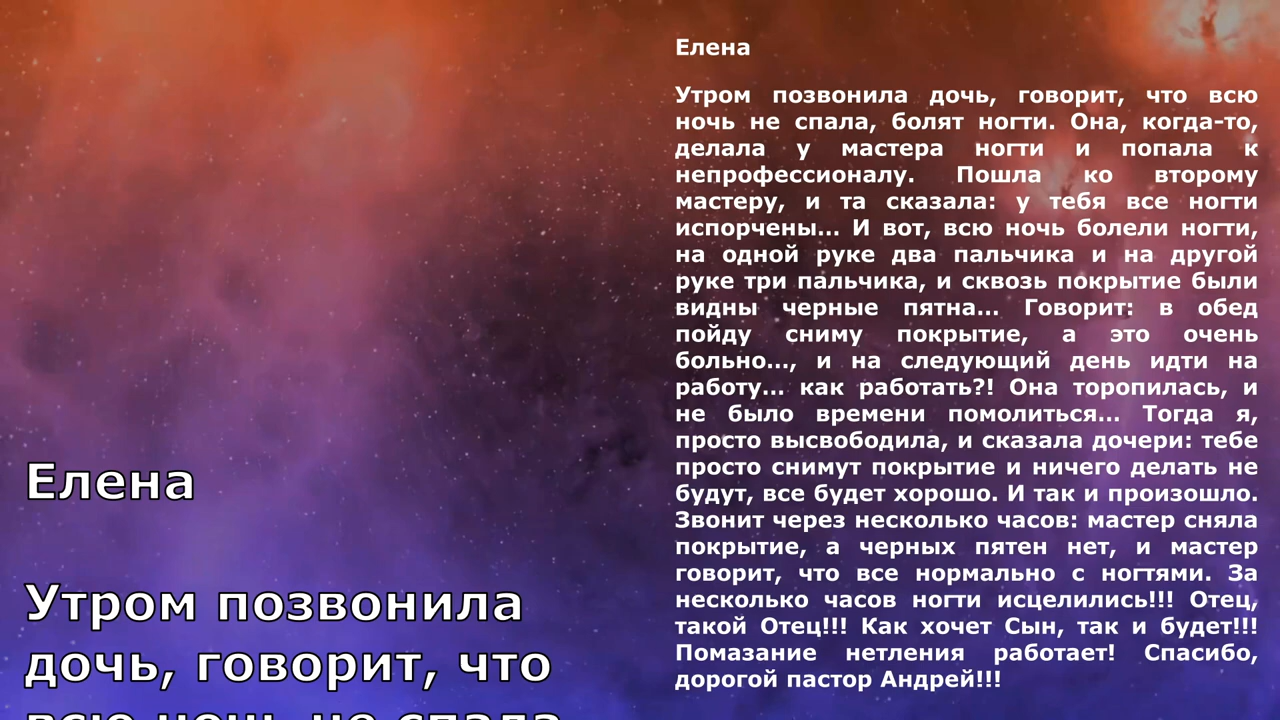 Елена
Утром позвонила
дочь, говорит, что
всю ночь не спала
Елена
Утром позвонила дочь, говорит, что всю
ночь не спала, болят ногти. Она, когда-то,
делала у мастера ногти и попала к
непрофессионалу. Пошла ко второму
мастеру, и та сказала: у тебя все ногти
испорчены... И вот, всю ночь болели ногти,
на одной руке два пальчика и на другой
руке три пальчика, и сквозь покрытие были
видны черные пятна... Говорит: в обед
пойду сниму покрытие, а это очень
больно..., и на следующий день идти на
работу... как работать?! Она торопилась, и
не было времени помолиться... Тогда я,
просто высвободила, и сказала дочери: тебе
просто снимут покрытие и ничего делать не
будут, все будет хорошо. И так и произошло.
Звонит через несколько часов: мастер сняла
покрытие, а черных пятен нет, и мастер
говорит, что все нормально с ногтями. За
несколько часов ногти исцелились!!! Отец,
такой Отец!!! Как хочет Сын, так и будет!!!
Помазание нетления работает! Спасибо,
дорогой пастор Андрей!!!